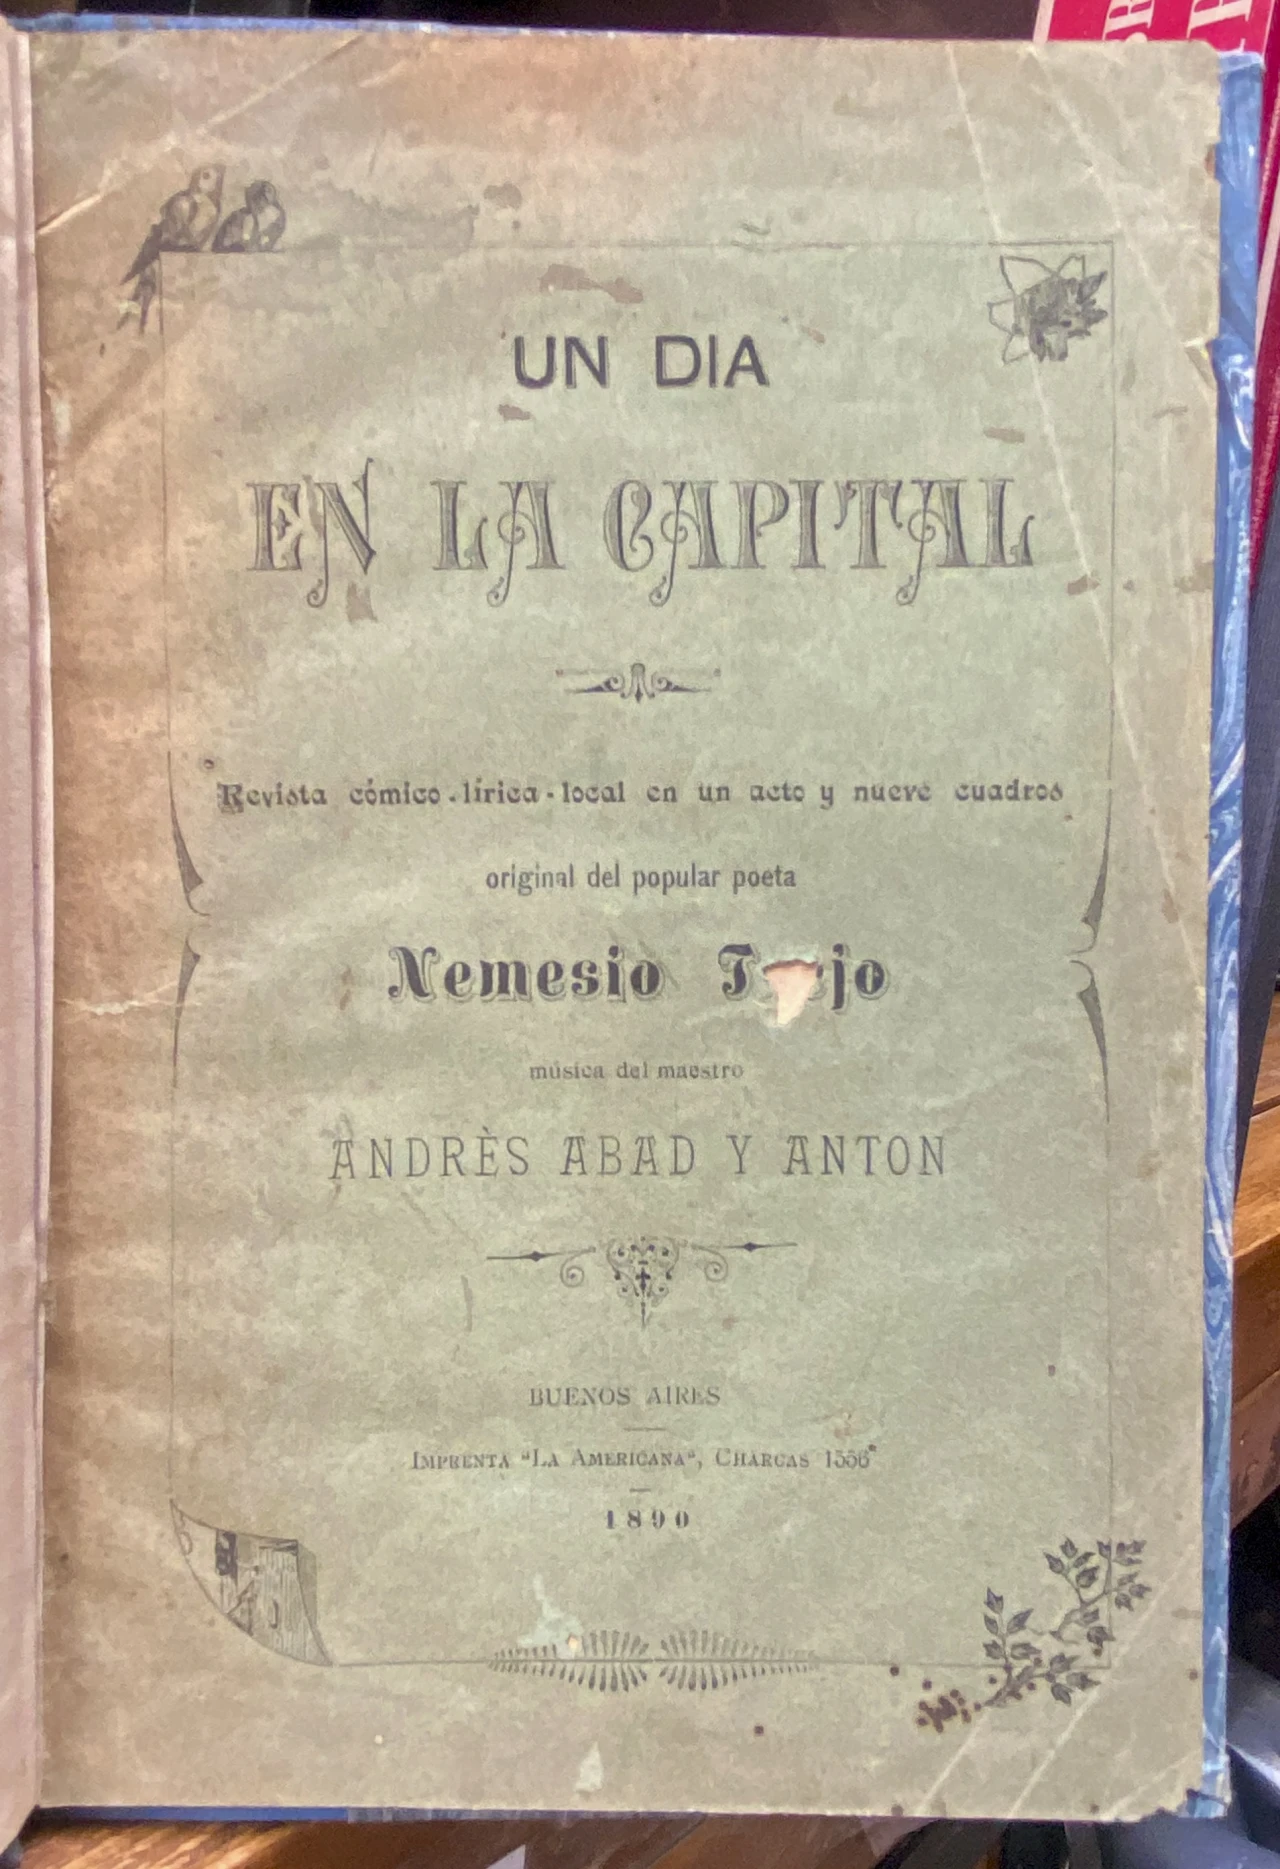 UN DIA
EN LA CAPITAL
Revista cómico-lírica-local en un acto y nueve cuadros
original del popular poeta
Nemesio
música del maestro
ANDRÈS ABAD Y ANTON
BUENOS AIRES
IMPRENTA "LA AMERICANA", CHARCAS
1890